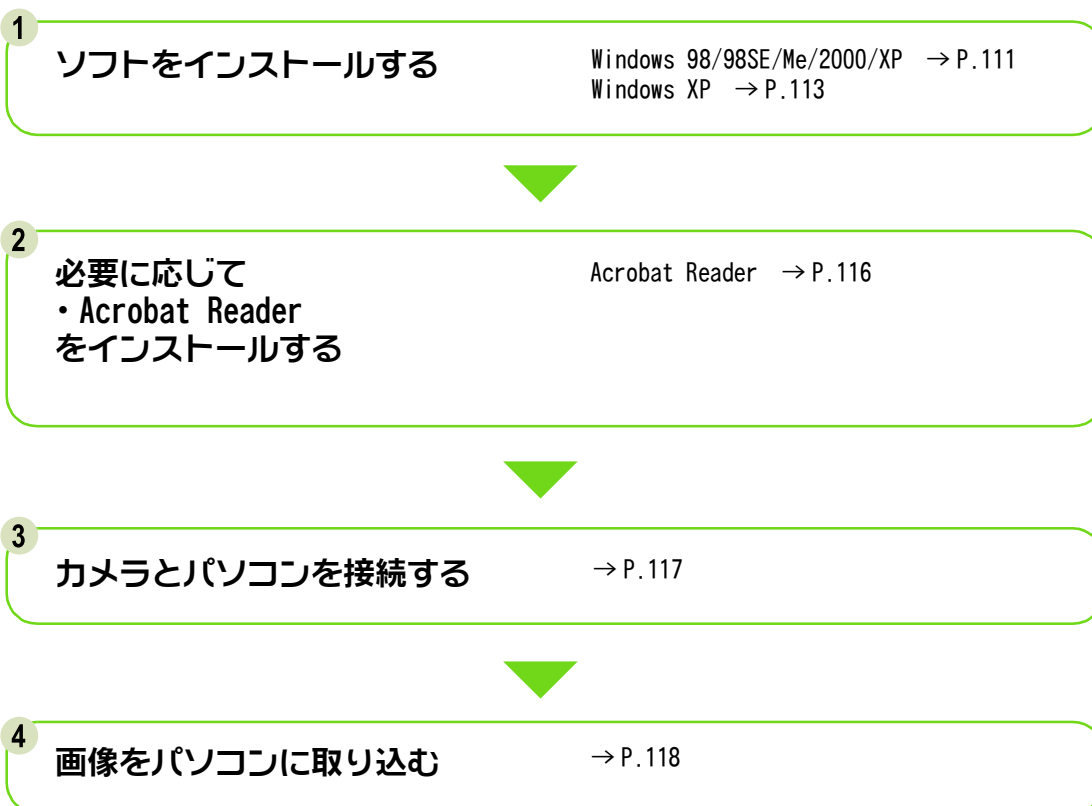 1
ソフトをインストールする
Windows 98/98SE/Me/2000/XP →P.111
Windows XP →P.113
2
必要に応じて
・Acrobat Reader
をインストールする
Acrobat Reader →P.116
3
カメラとパソコンを接続する
→P.117
4
画像をパソコンに取り込む
→P.118